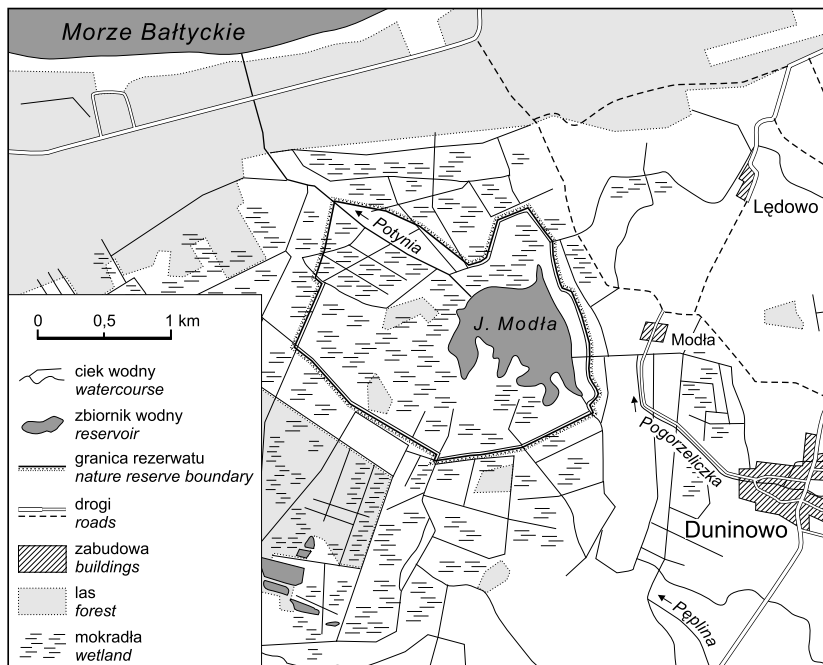 Morze Bałtyckie
Lędowo
Potynia
J. Modła
Modła
Pogorzeliczka
Duninowo
Pęplina
0 0,5 1 km
ciek wodny
watercourse
zbiornik wodny
reservoir
granica rezerwatu
nature reserve boundary
drogi
roads
zabudowa
buildings
las
forest
mokradła
wetland